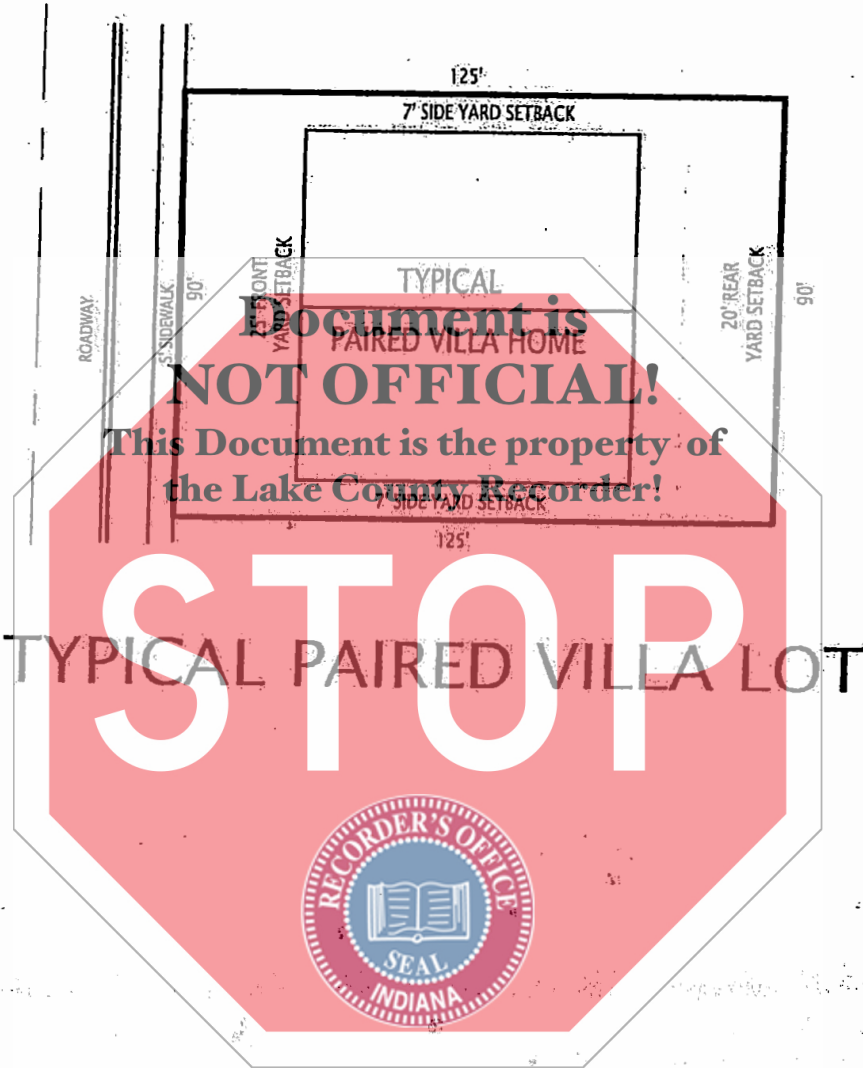 125'
7' SIDE YARD SETBACK
ROADWAY
5' SIDEWALK
90'
25' FRONT
YARD SETBACK
TYPICAL
PAIRED VILLA HOME
20' REAR
YARD SETBACK
90'
Document is
NOT OFFICIAL!
This Document is the property of
the Lake County Recorder!
7' SIDE YARD SETBACK
125'
STOP
TYPICAL PAIRED VILLA LOT
RECORDER'S OFFICE
SEAL
INDIANA